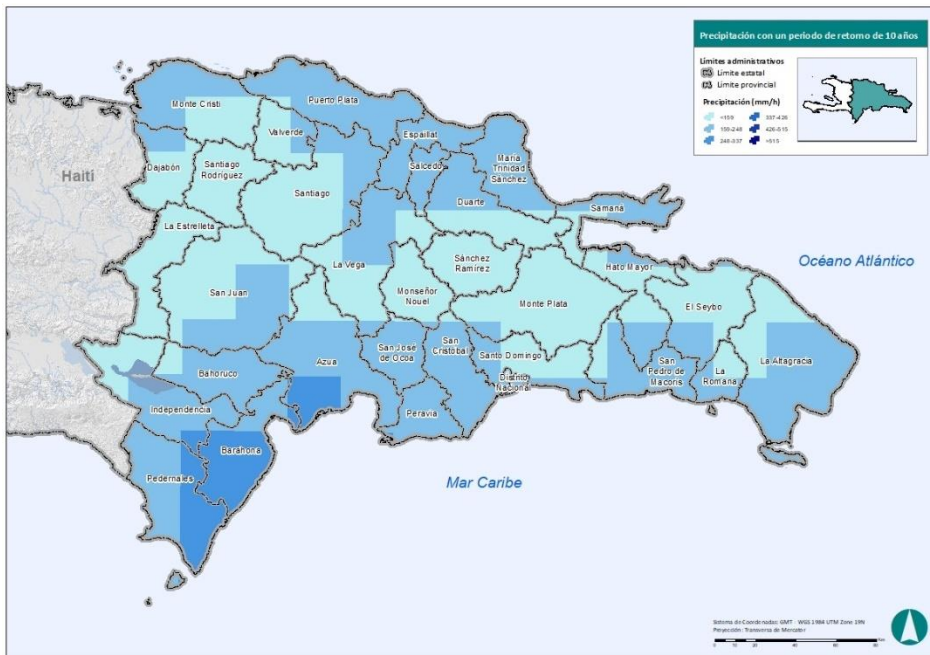 Precipitación con un periodo de retorno de 10 años
Límites administrativos
Límite estatal
Límite provincial
Precipitación (mm/h)
<159
159-248
248-337
337-426
426-515
>515
Monte Cristi
Puerto Plata
Valverde
Espaillat
Dajabón
Santiago
Rodríguez
Salcedo
María
Trinidad
Sánchez
Haití
Santiago
Duarte
Samaná
La Estrelleta
La Vega
Sánchez
Ramírez
Hato Mayor
Océano Atlántico
San Juan
Monseñor
Nouel
Monte Plata
El Seybo
Azua
San José
de Ocoa
San
Cristóbal
Santo Domingo
San
Pedro de
Macorís
La
Romana
La Altagracia
Bahoruco
Distrito
Nacional
Independencia
Peravia
Barahona
Pedernales
Mar Caribe
Sistema de Coordenadas: GMT - WGS 1984 UTM Zone 19N
Proyección: Transversa de Mercator